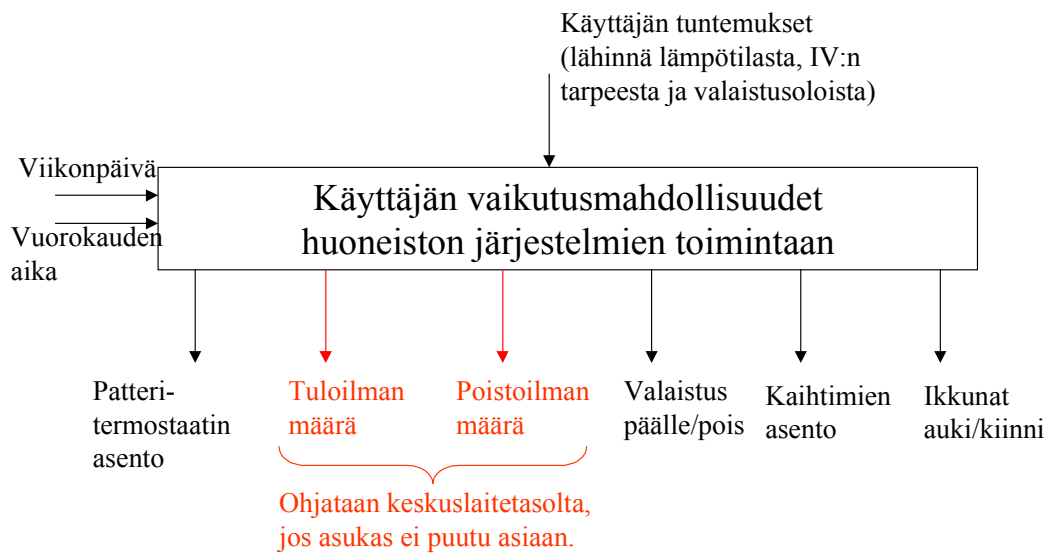 Käyttäjän tuntemukset
(lähinnä lämpötilasta, IV:n
tarpeesta ja valaistusoloista)
Viikonpäivä
Vuorokauden
aika
Käyttäjän vaikutusmahdollisuudet
huoneiston järjestelmien toimintaan
Patteri-
termostaatin
asento
Tuloilman
määrä
Poistoilman
määrä
Valaistus
päälle/pois
Kaihtimien
asento
Ikkunat
auki/kiinni
Ohjataan keskuslaitetasolta,
jos asukas ei puutu asiaan.